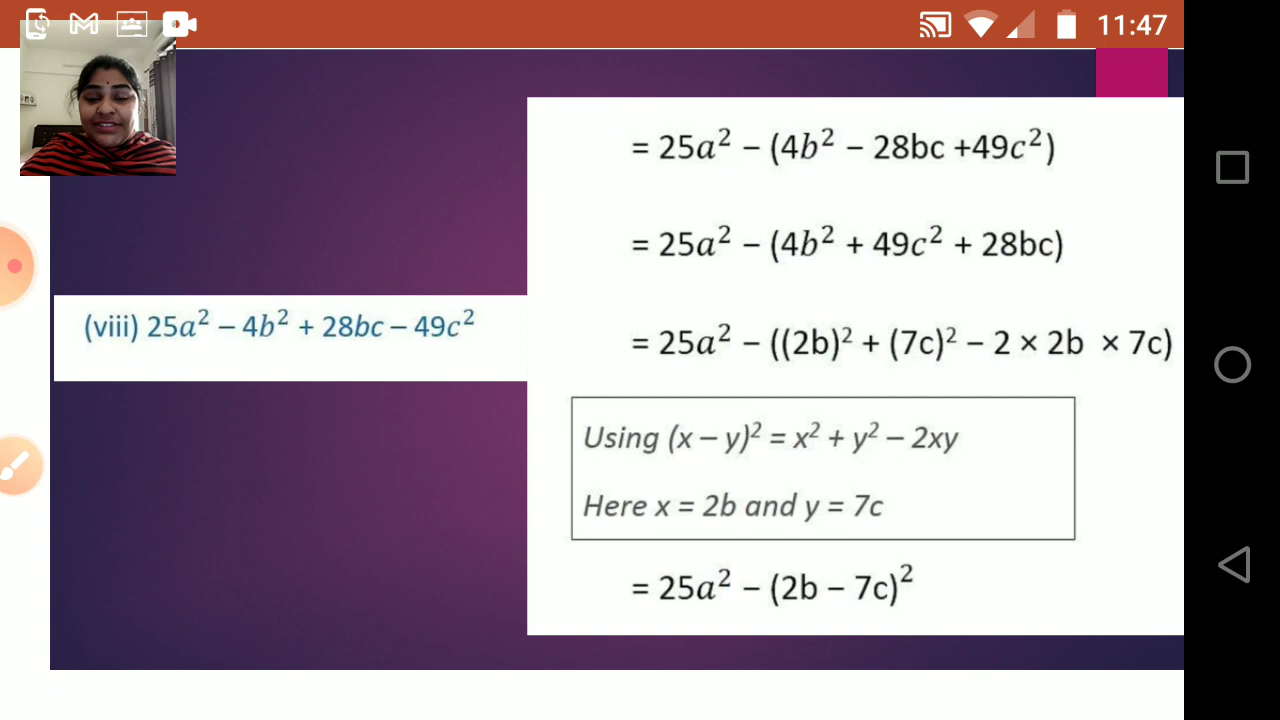 11:47
= 25a² − (4b² − 28bc +49c²)
= 25a² − (4b² + 49c² + 28bc)
(viii) 25a² − 4b² + 28bc − 49c²
= 25a² − ((2b)² + (7c)² − 2 × 2b × 7c)
Using (x − y)² = x² + y² − 2xy
Here x = 2b and y = 7c
= 25a² − (2b − 7c)²